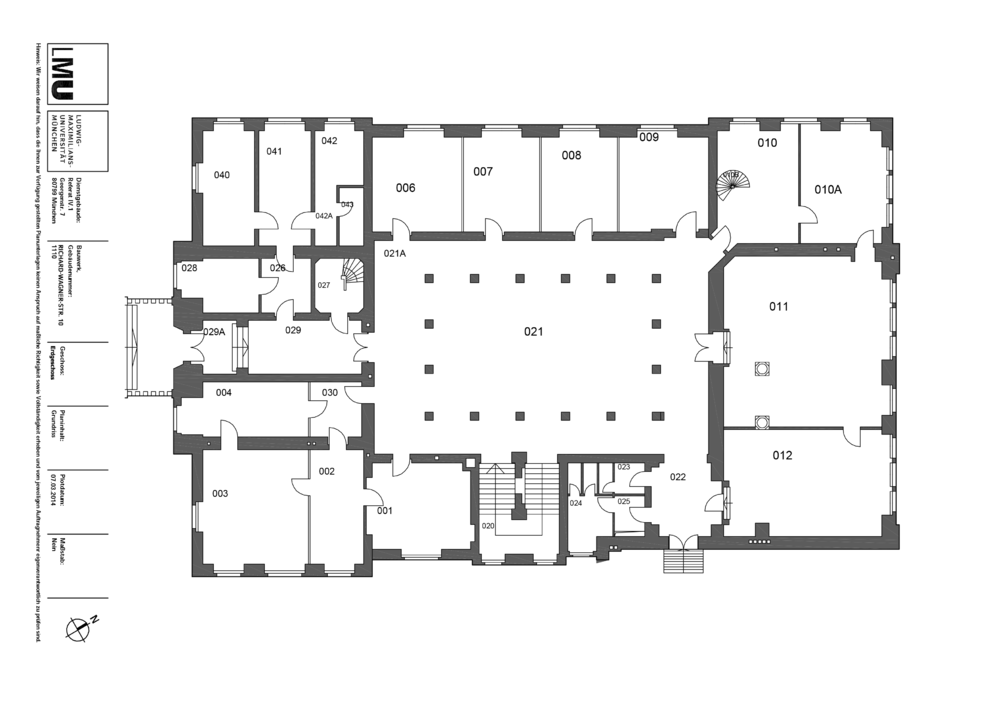 LMU
LUDWIG-
MAXIMILIANS-
UNIVERSITÄT
MÜNCHEN
Dienstgebäude:
Referat IV.1
Georgenstr. 7
80799 München
Bauwerk,
Gebäudenummer:
RICHARD-WAGNER-STR. 10
1110
Geschoss:
Erdgeschoss
Planinhalt:
Grundriss
Plotdatum:
07.03.2014
Maßstab:
Nein
Hinweis: Wir weisen darauf hin, dass die Ihnen zur Verfügung gestellten Planunterlagen keinen Anspruch auf maßliche Richtigkeit sowie Vollständigkeit erheben und vom jeweiligen Auftragnehmer eigenverantwortlich zu prüfen sind.
N
040
041
042
042A
043
006
007
008
009
010
010A
028
026
027
021A
029A
029
021
011
004
030
003
002
001
020
024
023
025
022
012